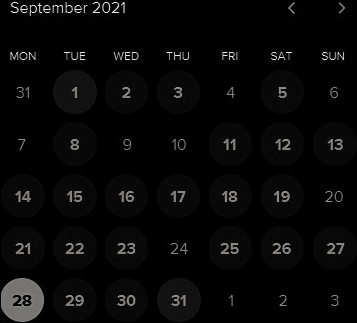 September 2021
MON TUE WED THU FRI SAT SUN
31 1 2 3 4 5 6
7 8 9 10 11 12 13
14 15 16 17 18 19 20
21 22 23 24 25 26 27
28 29 30 31 1 2 3